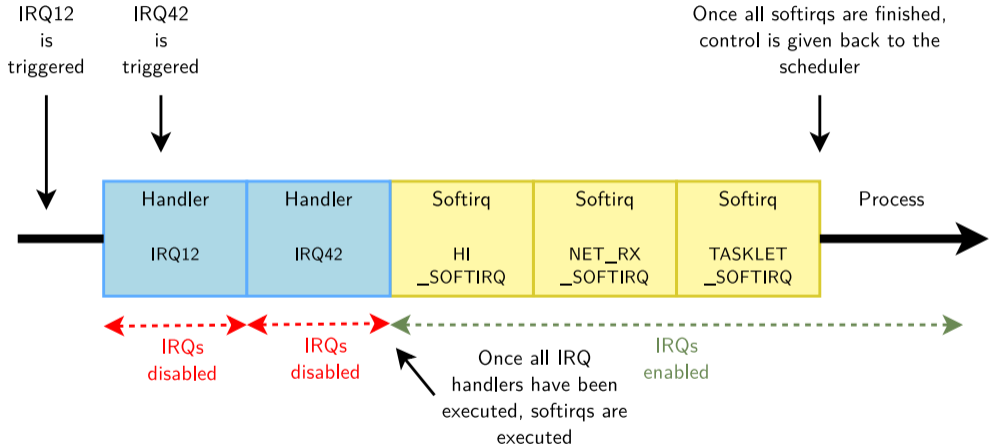 IRQ12
is
triggered
IRQ42
is
triggered
Once all softirqs are finished,
control is given back to the
scheduler
Handler
IRQ12
Handler
IRQ42
Softirq
HI
_SOFTIRQ
Softirq
NET_RX
_SOFTIRQ
Softirq
TASKLET
_SOFTIRQ
Process
IRQs
disabled
IRQs
disabled
Once all IRQ
handlers have been
executed, softirqs are
executed
IRQs
enabled